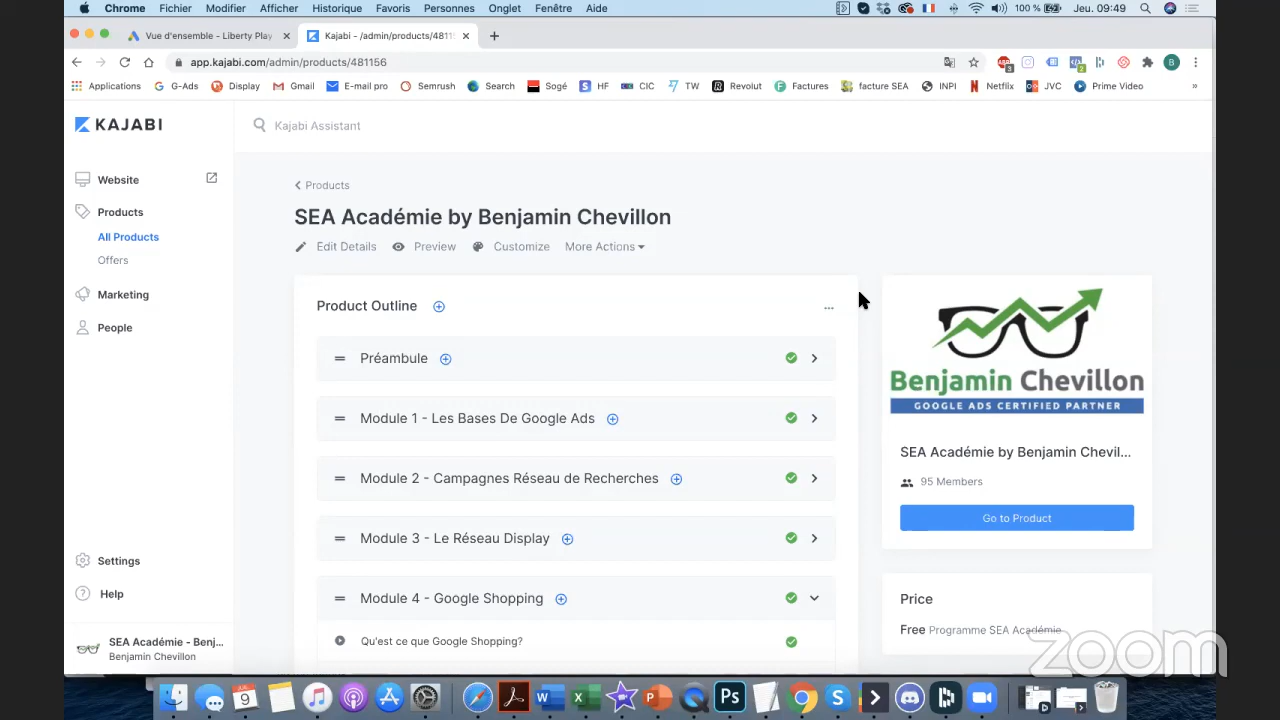 Chrome Fichier Modifier Afficher Historique Favoris Personnes Onglet Fenêtre Aide 100 % Jeu. 09:49
Vue d'ensemble - Liberty Play Kajabi - /admin/products/4811
app.kajabi.com/admin/products/481156 B
Applications G-Ads Display Gmail E-mail pro Semrush Search Sogé HF CIC TW Revolut Factures facture SEA INPI Netflix JVC Prime Video »
KAJABI
Kajabi Assistant
Website
Products
All Products
Offers
Marketing
People
Settings
Help
SEA Académie - Benj...
Benjamin Chevillon
Products
SEA Académie by Benjamin Chevillon
Edit Details Preview Customize More Actions
Product Outline
...
Préambule
Module 1 - Les Bases De Google Ads
Module 2 - Campagnes Réseau de Recherches
Module 3 - Le Réseau Display
Module 4 - Google Shopping
Qu'est ce que Google Shopping?
Benjamin Chevillon
GOOGLE ADS CERTIFIED PARTNER
SEA Académie by Benjamin Chevil...
95 Members
Go to Product
Price
Free Programme SEA Académie
zoom
9
Ps